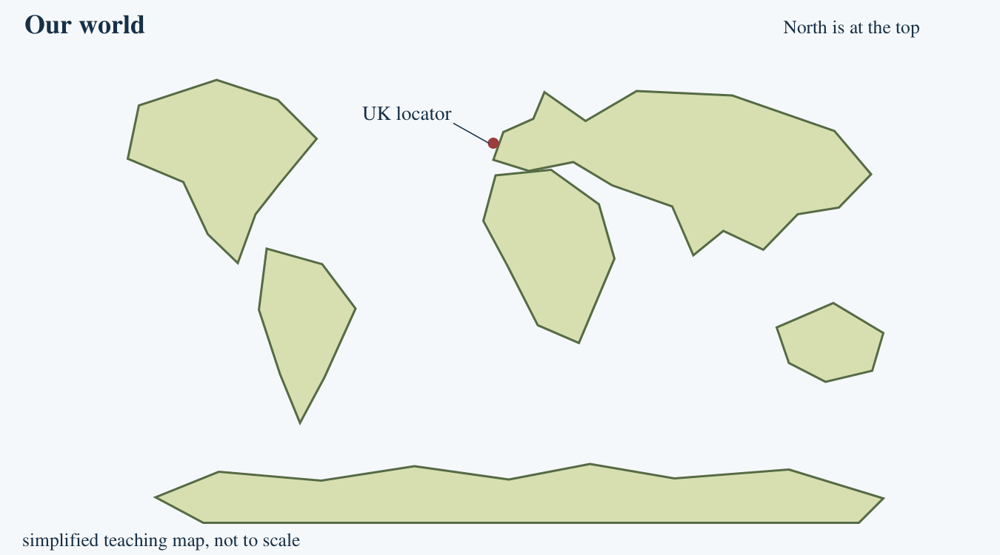 Our world
North is at the top
UK locator
simplified teaching map, not to scale